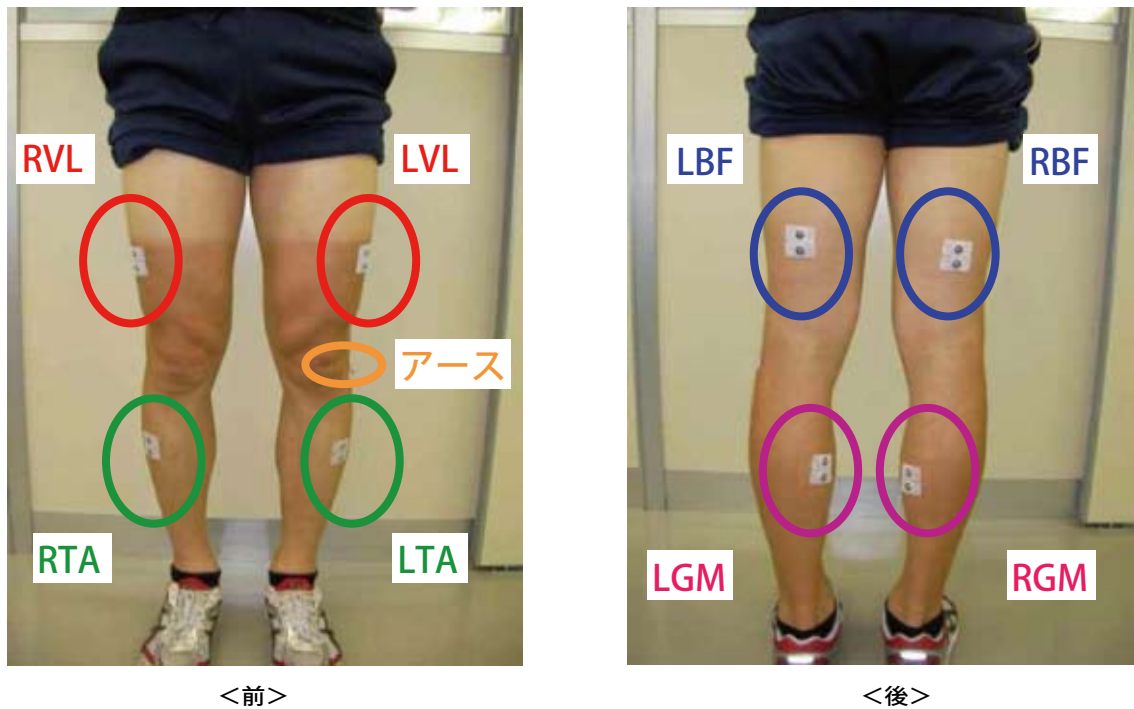 RVL
LVL
アース
RTA
LTA
<前>
LBF
RBF
LGM
RGM
<後>